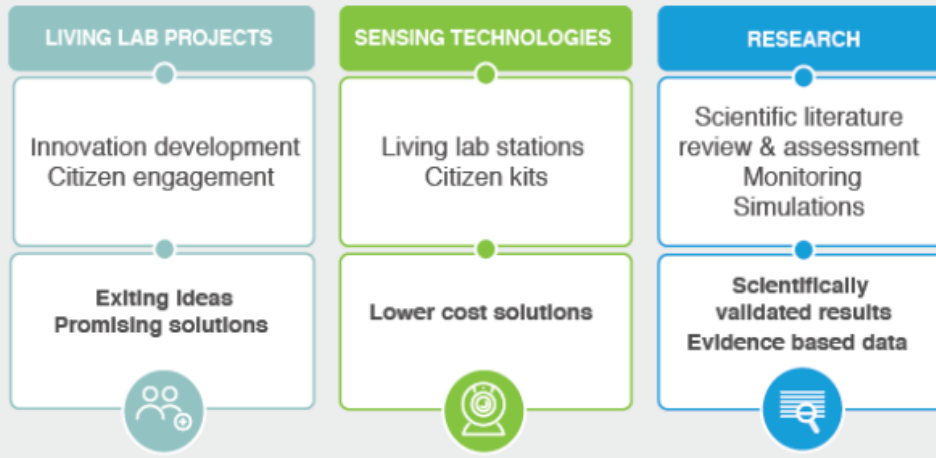 LIVING LAB PROJECTS
Innovation development
Citizen engagement
Exiting ideas
Promising solutions
SENSING TECHNOLOGIES
Living lab stations
Citizen kits
Lower cost solutions
RESEARCH
Scientific literature
review & assessment
Monitoring
Simulations
Scientifically
validated results
Evidence based data